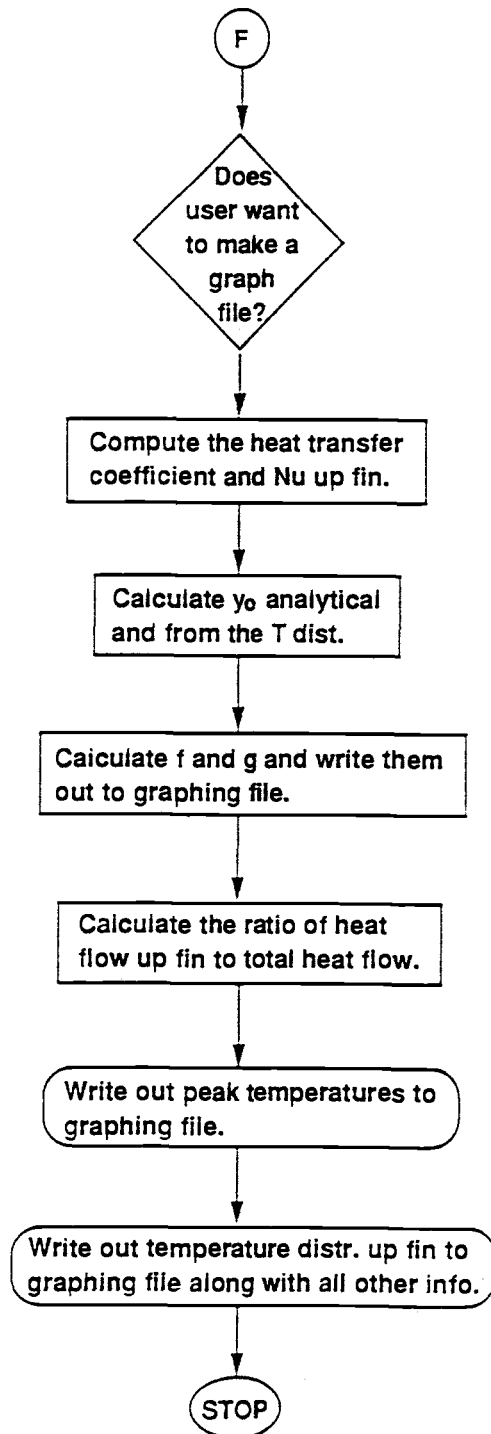 F
Does
user want
to make a
graph
file?
Compute the heat transfer
coefficient and Nu up fin.
Calculate yo analytical
and from the T dist.
Calculate f and g and write them
out to graphing file.
Calculate the ratio of heat
flow up fin to total heat flow.
Write out peak temperatures to
graphing file.
Write out temperature distr. up fin to
graphing file along with all other info.
STOP